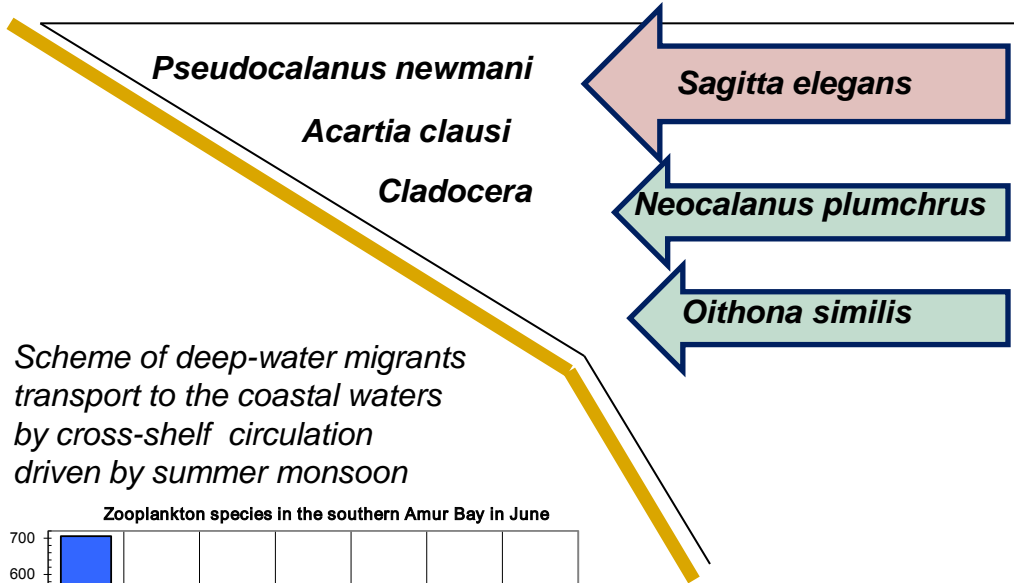 Pseudocalanus newmani
Sagitta elegans
Acartia clausi
Cladocera
Neocalanus plumchrus
Oithona similis
Scheme of deep-water migrants
transport to the coastal waters
by cross-shelf circulation
driven by summer monsoon
Zooplankton species in the southern Amur Bay in June
700
600